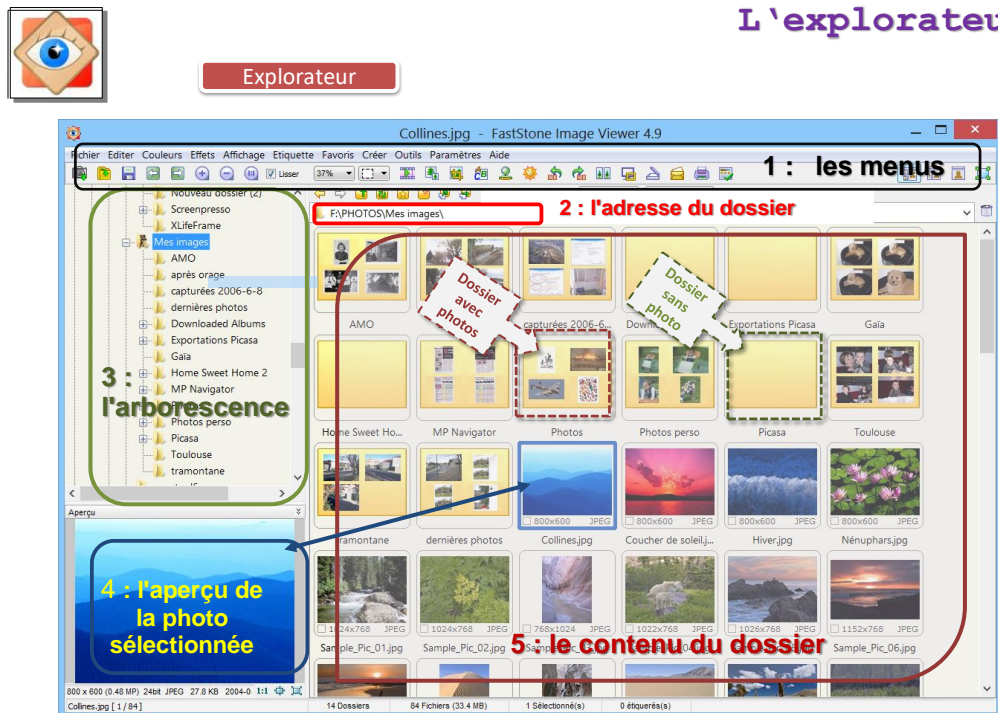 L'explorateu
Explorateur
Collines.jpg - FastStone Image Viewer 4.9
Fichier Editer Couleurs Effets Affichage Etiquette Favoris Créer Outils Paramètres Aide
1 : les menus
Lisser 37%
Nouveau dossier (2)
Screenpresso
XLifeFrame
Mes images
AMO
après orage
capturées 2006-6-8
dernières photos
Downloaded Albums
Exportations Picasa
Gaïa
Home Sweet Home 2
MP Navigator
Photos perso
Picasa
Toulouse
tramontane
3 :
l'arborescence
F:\PHOTOS\Mes images\
2 : l'adresse du dossier
Dossier
avec
photos
Dossier
sans
photo
AMO
capturées 2006-6...
Exportations Picasa
Gaïa
Home Sweet Ho...
MP Navigator
Photos
Photos perso
Picasa
Toulouse
800x600 JPEG
800x600 JPEG
800x600 JPEG
800x600 JPEG
tramontane
dernières photos
Collines.jpg
Coucher de soleil.j...
Hiver.jpg
Nénuphars.jpg
1024x768 JPEG
1024x768 JPEG
768x1024 JPEG
1022x768 JPEG
1026x768 JPEG
1152x768 JPEG
Sample_Pic_01.jpg
Sample_Pic_02.jpg
Sample_Pic_06.jpg
5 : le contenu du dossier
Aperçu
4 : l'aperçu de
la photo
sélectionnée
800 x 600 (0.48 MP) 24bit JPEG 27.8 KB 2004-0 1:1
Collines.jpg [ 1 / 84 ]
14 Dossiers
84 Fichiers (33.4 MB)
1 Sélectionné(s)
0 étiquerés(s)